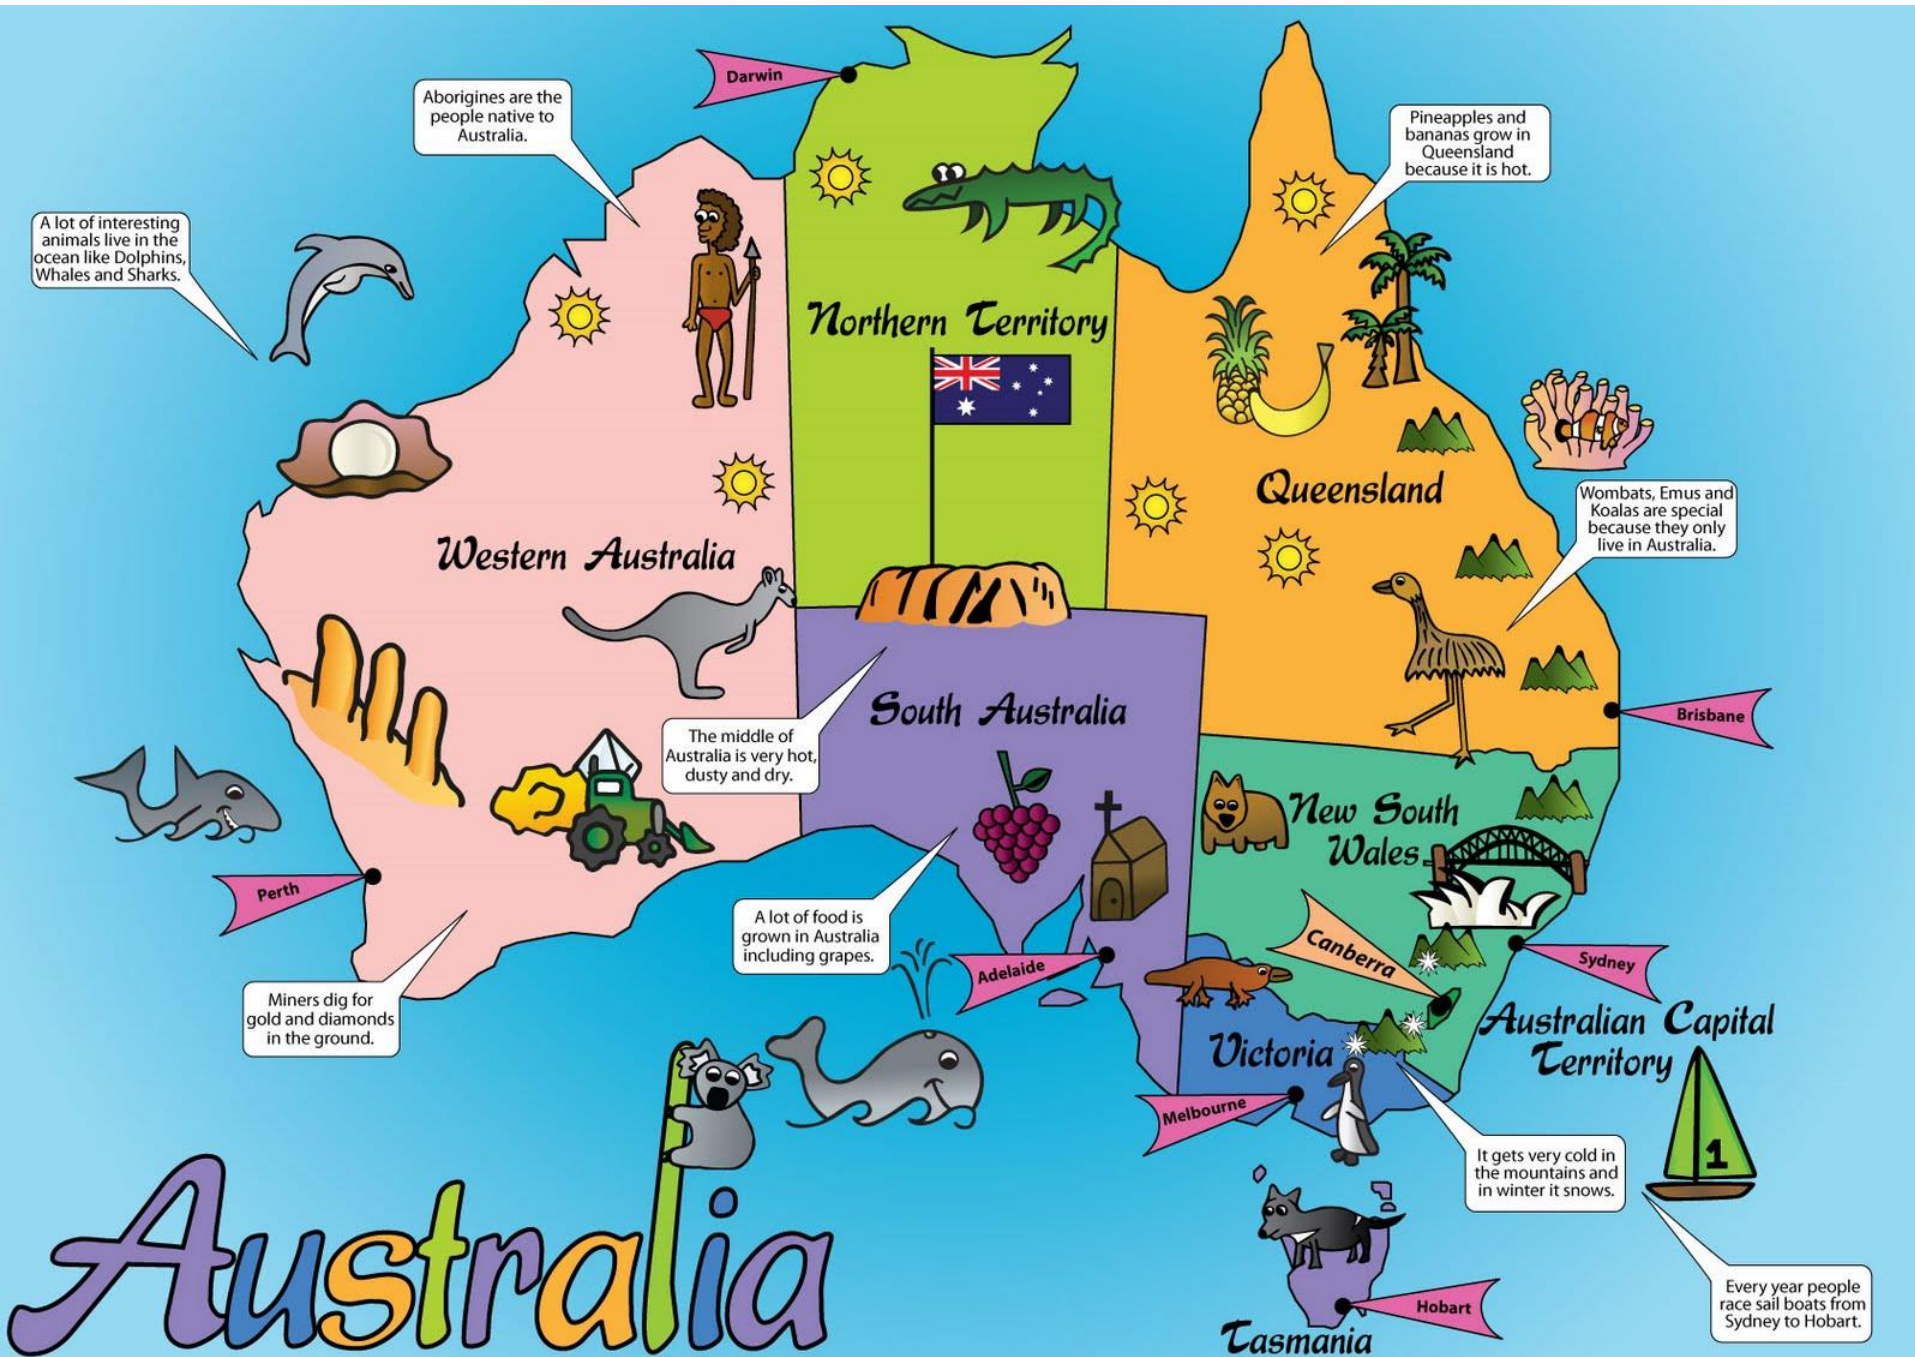 Darwin
Aborigines are the
people native to
Australia.
Pineapples and
bananas grow in
Queensland
because it is hot.
A lot of interesting
animals live in the
ocean like Dolphins,
Whales and Sharks.
Northern Territory
Queensland
Wombats, Emus and
Koalas are special
because they only
live in Australia.
Western Australia
South Australia
Brisbane
The middle of
Australia is very hot,
dusty and dry.
New South
Wales
Perth
A lot of food is
grown in Australia
including grapes.
Adelaide
Canberra
Sydney
Miners dig for
gold and diamonds
in the ground.
Australian Capital
Territory
Victoria
Melbourne
It gets very cold in
the mountains and
in winter it snows.
1
Every year people
race sail boats from
Sydney to Hobart.
Hobart
Tasmania
Australia